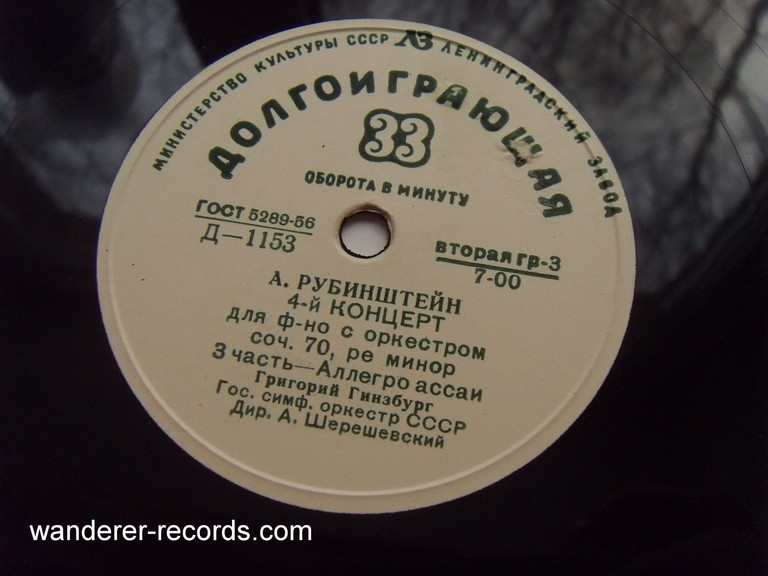 МИНИСТЕРСТВО КУЛЬТУРЫ СССР ЛЗ ЛЕНИНГРАДСКИЙ ЗАВОД
ДОЛГОИГРАЮЩАЯ
33
ОБОРОТА В МИНУТУ
ГОСТ 5289-56
Д—1153
вторая гр-3
7-00
А. РУБИНШТЕЙН
4-й КОНЦЕРТ
для ф-но с оркестром
соч. 70, ре минор
3 часть—Аллегро ассаи
Григорий Гинзбург
Гос. симф. оркестр СССР
Дир. А. Шерешевский
wanderer-records.com